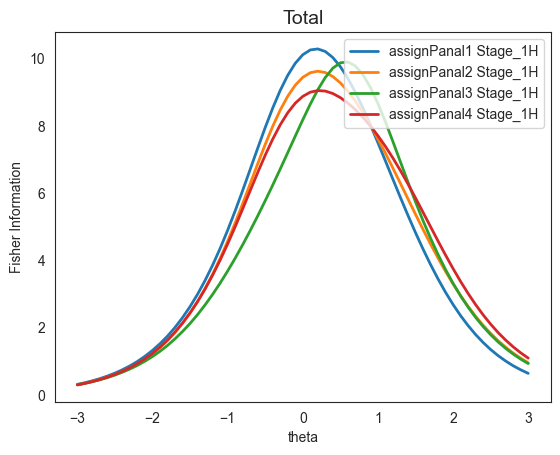 Total
assignPanal1 Stage_1H
assignPanal2 Stage_1H
assignPanal3 Stage_1H
assignPanal4 Stage_1H
Fisher Information
10
8
6
4
2
0
−3 −2 −1 0 1 2 3
theta